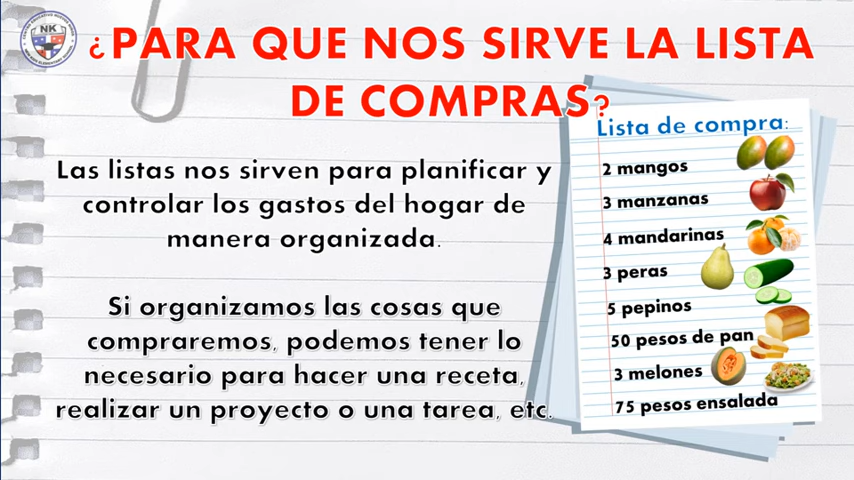 ¿PARA QUE NOS SIRVE LA LISTA
DE COMPRAS?
Las listas nos sirven para planificar y
controlar los gastos del hogar de
manera organizada.
Si organizamos las cosas que
compraremos, podemos tener lo
necesario para hacer una receta,
realizar un proyecto o una tarea, etc.
Lista de compra:
2 mangos
3 manzanas
4 mandarinas
3 peras
5 pepinos
50 pesos de pan
3 melones
75 pesos ensalada
NK